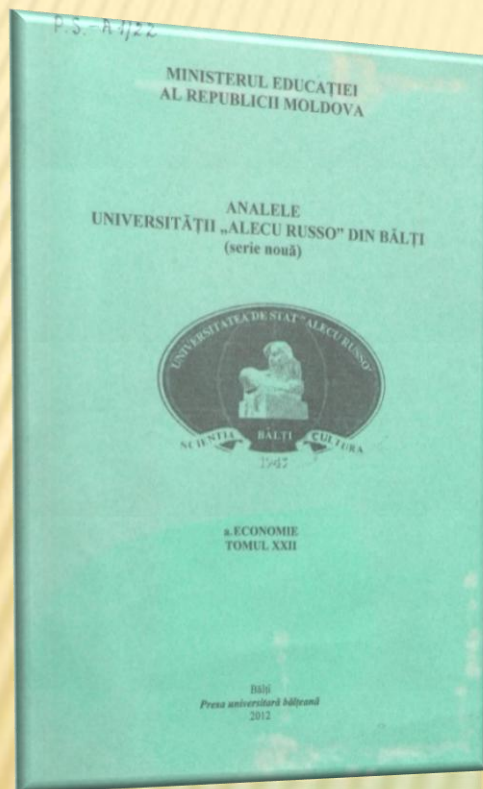 P.S.-A 1/22
MINISTERUL EDUCAȚIEI
AL REPUBLICII MOLDOVA
ANALELE
UNIVERSITĂȚII „ALECU RUSSO” DIN BĂLȚI
(serie nouă)
UNIVERSITATEA DE STAT "ALECU RUSSO"
SCIENTIA BĂLȚI CULTURA
a.ECONOMIE
TOMUL XXII
Bălți
Presa universitară bălțeană
2012